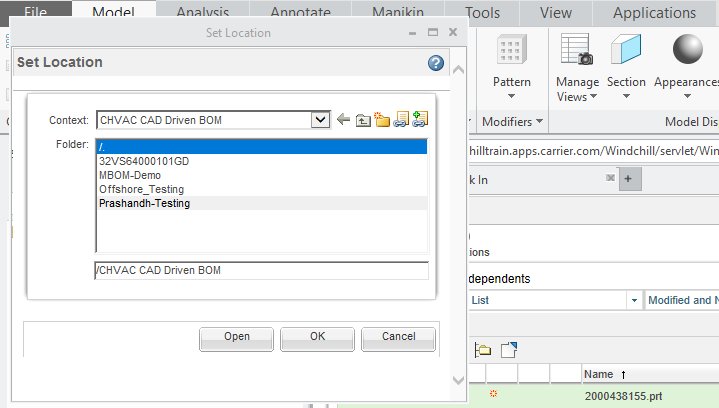 File Model Analysis Annotate Manikin Tools View Applications
Set Location
Set Location
Pattern
Manage Views
Section
Appearances
Modifiers
Model Dis
Context: CHVAC CAD Driven BOM
Folder: /.
32VS64000101GD
MBOM-Demo
Offshore_Testing
Prashandh-Testing
/CHVAC CAD Driven BOM
Open OK Cancel
hilltrain.apps.carrier.com/Windchill/servlet/Win
k In
ions
ependents
List
Modified and N
Name
2000438155.prt